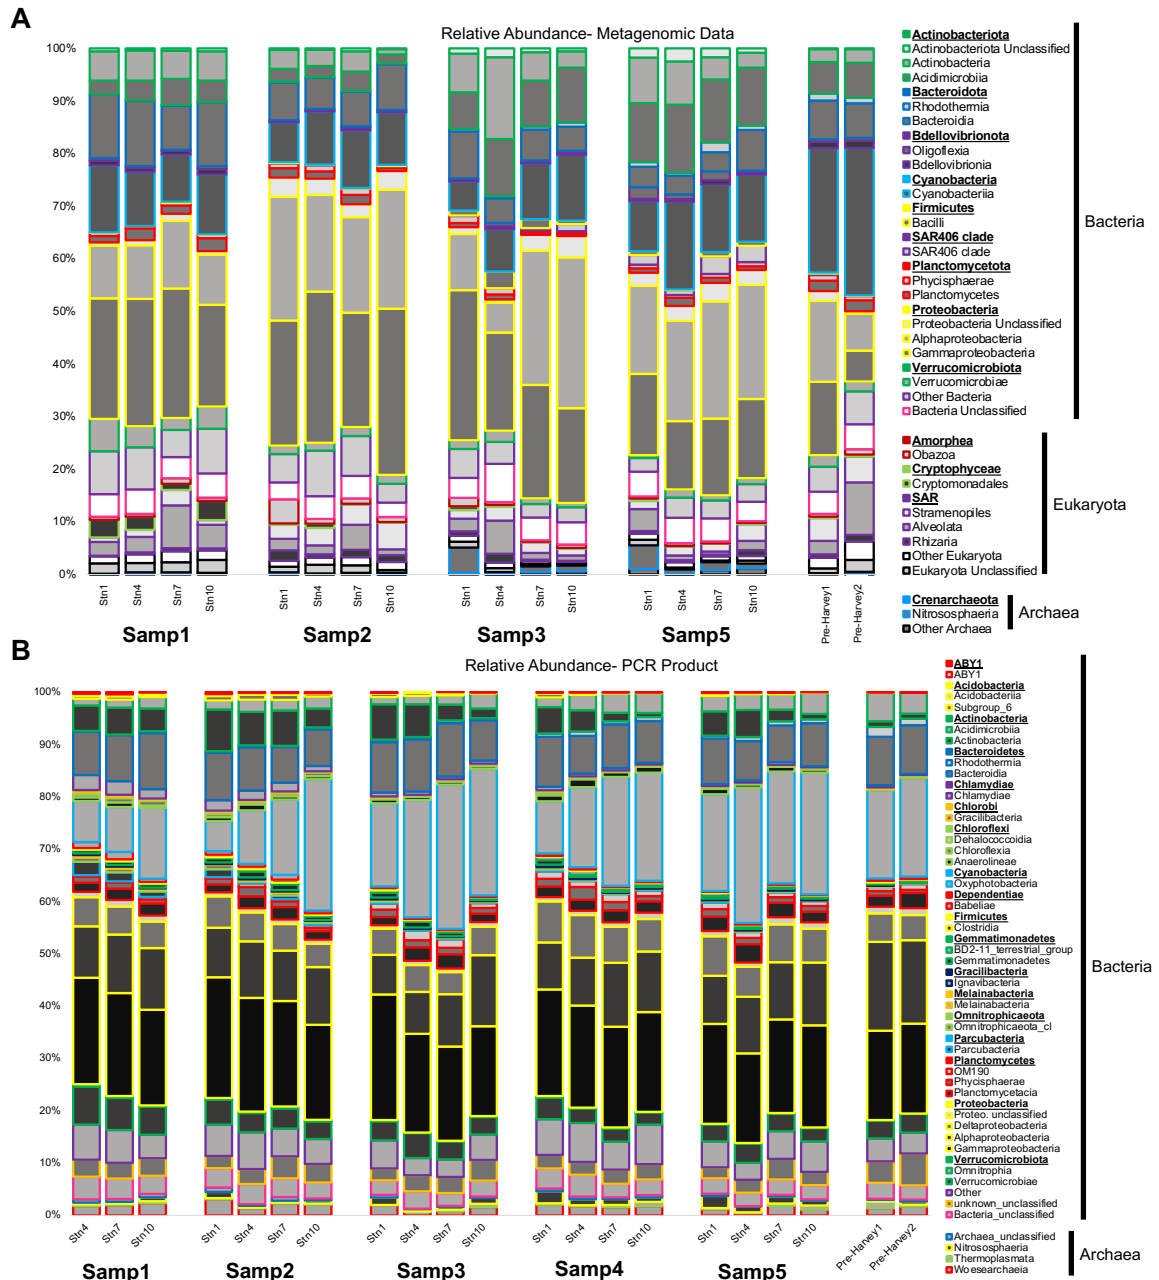 A
Relative Abundance- Metagenomic Data
100%
90%
80%
70%
60%
50%
40%
30%
20%
10%
0%
Stn1
Stn4
Stn7
Stn10
Stn1
Stn4
Stn7
Stn10
Stn1
Stn4
Stn7
Stn10
Stn1
Stn4
Stn7
Stn10
Pre-Harvey1
Pre-Harvey2
Samp1
Samp2
Samp3
Samp5
Actinobacteriota
Actinobacteriota Unclassified
Actinobacteria
Acidimicrobiia
Bacteroidota
Rhodothermia
Bacteroidia
Bdellovibrionota
Oligoflexia
Bdellovibrionia
Cyanobacteria
Cyanobacteriia
Firmicutes
Bacilli
SAR406 clade
SAR406 clade
Planctomycetota
Phycisphaerae
Planctomycetes
Proteobacteria
Proteobacteria Unclassified
Alphaproteobacteria
Gammaproteobacteria
Verrucomicrobiota
Verrucomicrobiae
Other Bacteria
Bacteria Unclassified
Bacteria
Amorphea
Obazoa
Cryptophyceae
Cryptomonadales
SAR
Stramenopiles
Alveolata
Rhizaria
Other Eukaryota
Eukaryota Unclassified
Eukaryota
Crenarchaeota
Nitrososphaeria
Other Archaea
Archaea
B
Relative Abundance- PCR Product
100%
90%
80%
70%
60%
50%
40%
30%
20%
10%
0%
Stn4
Stn7
Stn10
Stn1
Stn4
Stn7
Stn10
Stn1
Stn4
Stn7
Stn10
Stn1
Stn4
Stn7
Stn10
Stn1
Stn4
Stn7
Stn10
Pre-Harvey1
Pre-Harvey2
Samp1
Samp2
Samp3
Samp4
Samp5
ABY1
ABY1
Acidobacteria
Acidobacteriia
Subgroup_6
Actinobacteria
Acidimicrobiia
Actinobacteria
Bacteroidetes
Rhodothermia
Bacteroidia
Chlamydiae
Chlamydiae
Chlorobi
Gracilibacteria
Chloroflexi
Dehalococcoidia
Chloroflexia
Anaerolineae
Cyanobacteria
Oxyphotobacteria
Dependentiae
Babeliae
Firmicutes
Clostridia
Gemmatimonadetes
BD2-11_terrestrial_group
Gemmatimonadetes
Gracilibacteria
Ignavibacteria
Melainabacteria
Melainabacteria
Omnitrophicaeota
Omnitrophicaeota_cl
Parcubacteria
Parcubacteria
Planctomycetes
OM190
Phycisphaerae
Planctomycetacia
Proteobacteria
Proteo. unclassified
Deltaproteobacteria
Alphaproteobacteria
Gammaproteobacteria
Verrucomicrobiota
Omnitrophia
Verrucomicrobiae
Other
unknown_unclassified
Bacteria_unclassified
Bacteria
Archaea_unclassified
Nitrososphaeria
Thermoplasmata
Woesearchaeia
Archaea